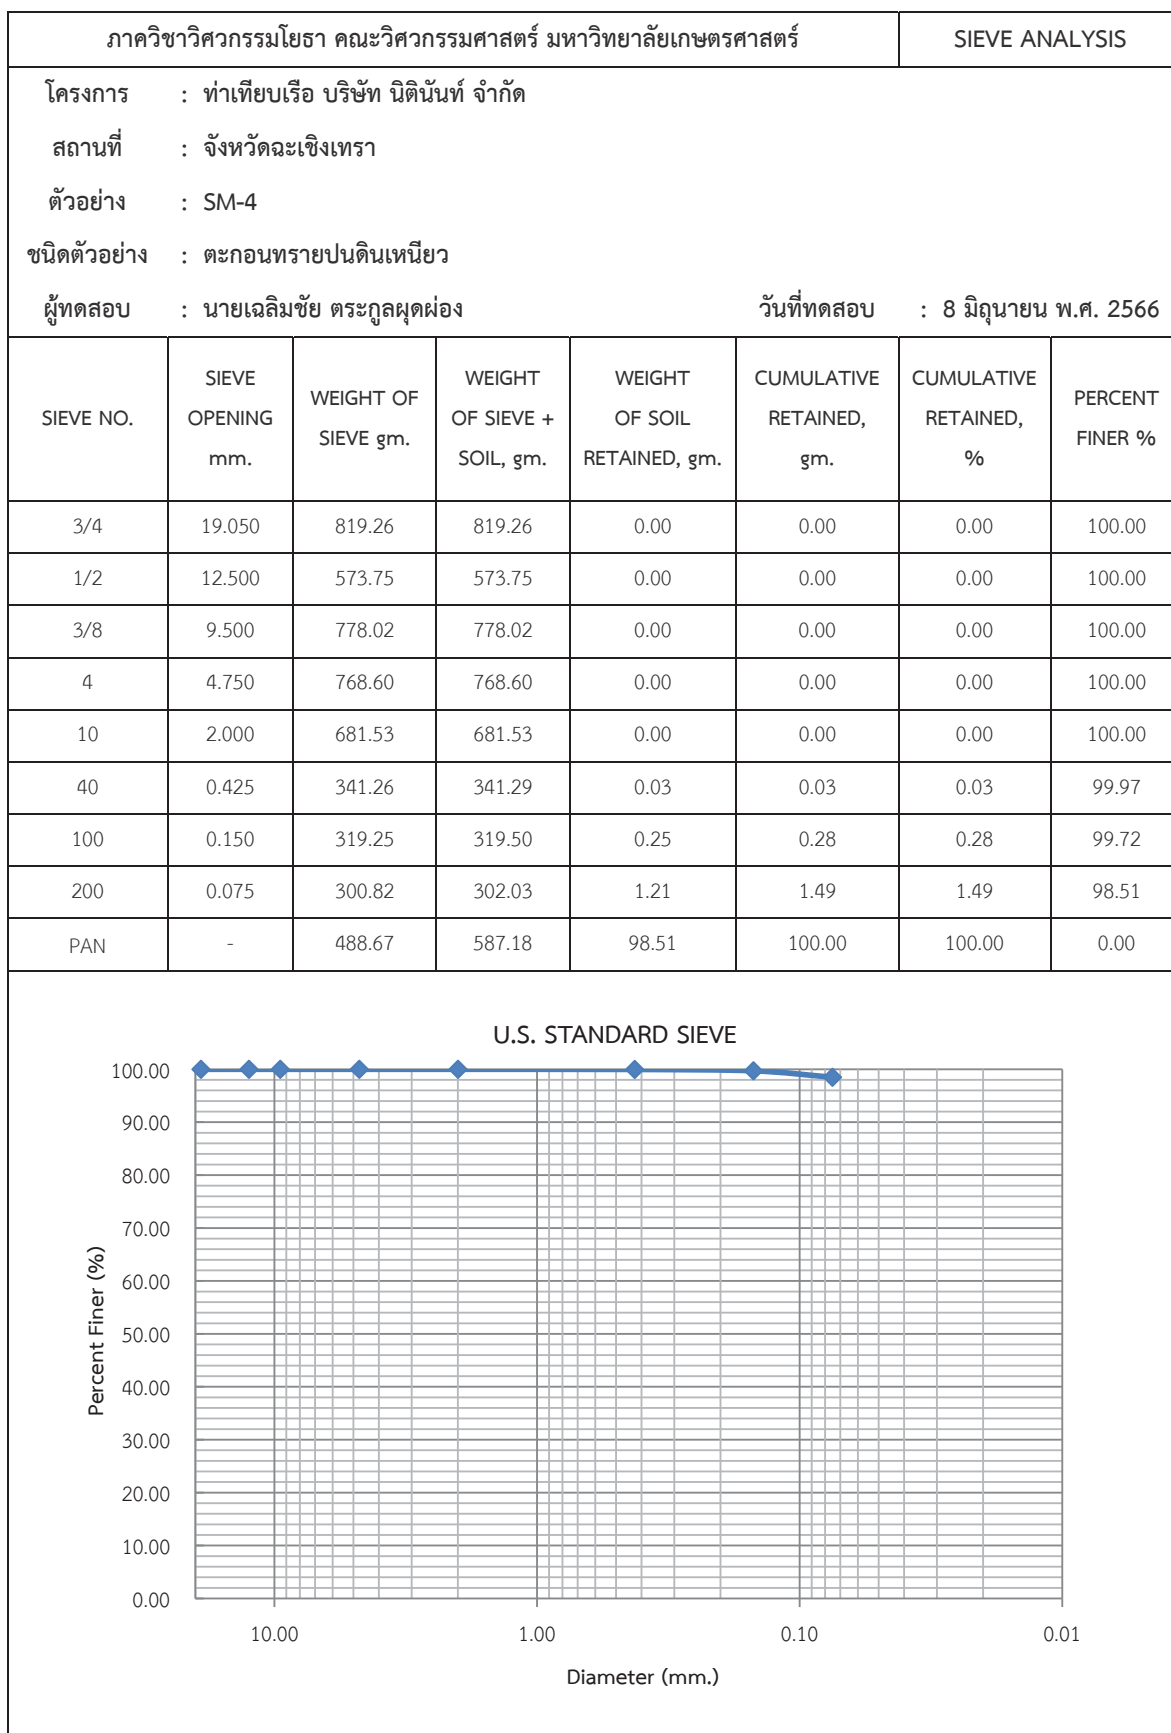 ภาควิชาวิศวกรรมโยธา คณะวิศวกรรมศาสตร์ มหาวิทยาลัยเกษตรศาสตร์ SIEVE ANALYSIS
โครงการ : ท่าเทียบเรือ บริษัท นิตินันท์ จำกัด
สถานที่ : จังหวัดฉะเชิงเทรา
ตัวอย่าง : SM-4
ชนิดตัวอย่าง : ตะกอนทรายปนดินเหนียว
ผู้ทดสอบ : นายเฉลิมชัย ตระกูลผุดผ่อง วันที่ทดสอบ : 8 มิถุนายน พ.ศ. 2566
SIEVE NO. SIEVE OPENING mm. WEIGHT OF SIEVE gm. WEIGHT OF SIEVE + SOIL, gm. WEIGHT OF SOIL RETAINED, gm. CUMULATIVE RETAINED, gm. CUMULATIVE RETAINED, % PERCENT FINER %
3/4 19.050 819.26 819.26 0.00 0.00 0.00 100.00
1/2 12.500 573.75 573.75 0.00 0.00 0.00 100.00
3/8 9.500 778.02 778.02 0.00 0.00 0.00 100.00
4 4.750 768.60 768.60 0.00 0.00 0.00 100.00
10 2.000 681.53 681.53 0.00 0.00 0.00 100.00
40 0.425 341.26 341.29 0.03 0.03 0.03 99.97
100 0.150 319.25 319.50 0.25 0.28 0.28 99.72
200 0.075 300.82 302.03 1.21 1.49 1.49 98.51
PAN - 488.67 587.18 98.51 100.00 100.00 0.00
U.S. STANDARD SIEVE
100.00
90.00
80.00
70.00
60.00
50.00
40.00
30.00
20.00
10.00
0.00
Percent Finer (%)
10.00 1.00 0.10 0.01
Diameter (mm.)